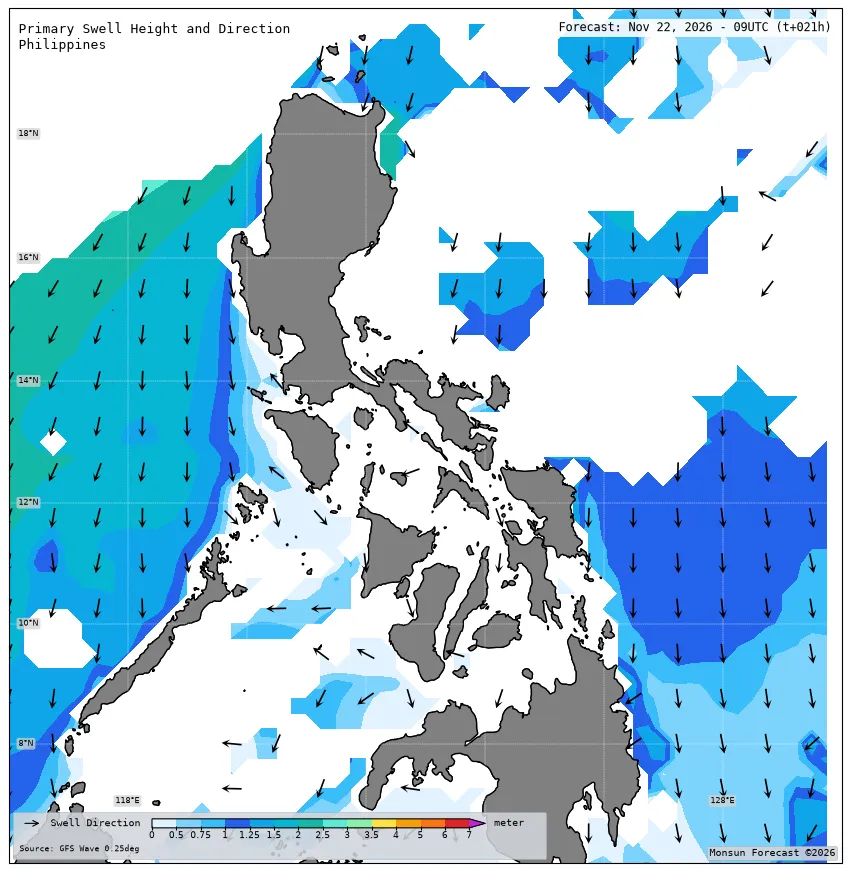 Primary Swell Height and Direction
Philippines
Forecast: Nov 22, 2026 - 09UTC (t+021h)
18°N
16°N
14°N
12°N
10°N
8°N
118°E
128°E
Swell Direction
0 0.5 0.75 1 1.25 1.5 2 2.5 3 3.5 4 5 6 7
meter
Source: GFS Wave 0.25deg
Monsun Forecast ©2026